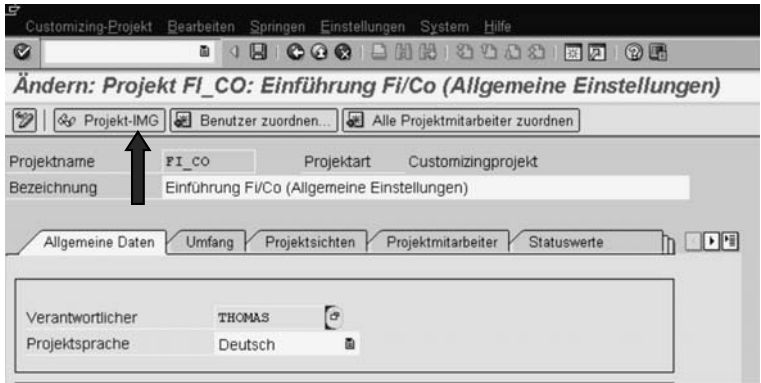 Customizing-Projekt Bearbeiten Springen Einstellungen System Hilfe
Ändern: Projekt FI_CO: Einführung Fi/Co (Allgemeine Einstellungen)
Projekt-IMG Benutzer zuordnen... Alle Projektmitarbeiter zuordnen
Projektname FI_CO Projektart Customizingprojekt
Bezeichnung Einführung Fi/Co (Allgemeine Einstellungen)
Allgemeine Daten Umfang Projektsichten Projektmitarbeiter Statuswerte
Verantwortlicher THOMAS
Projektsprache Deutsch